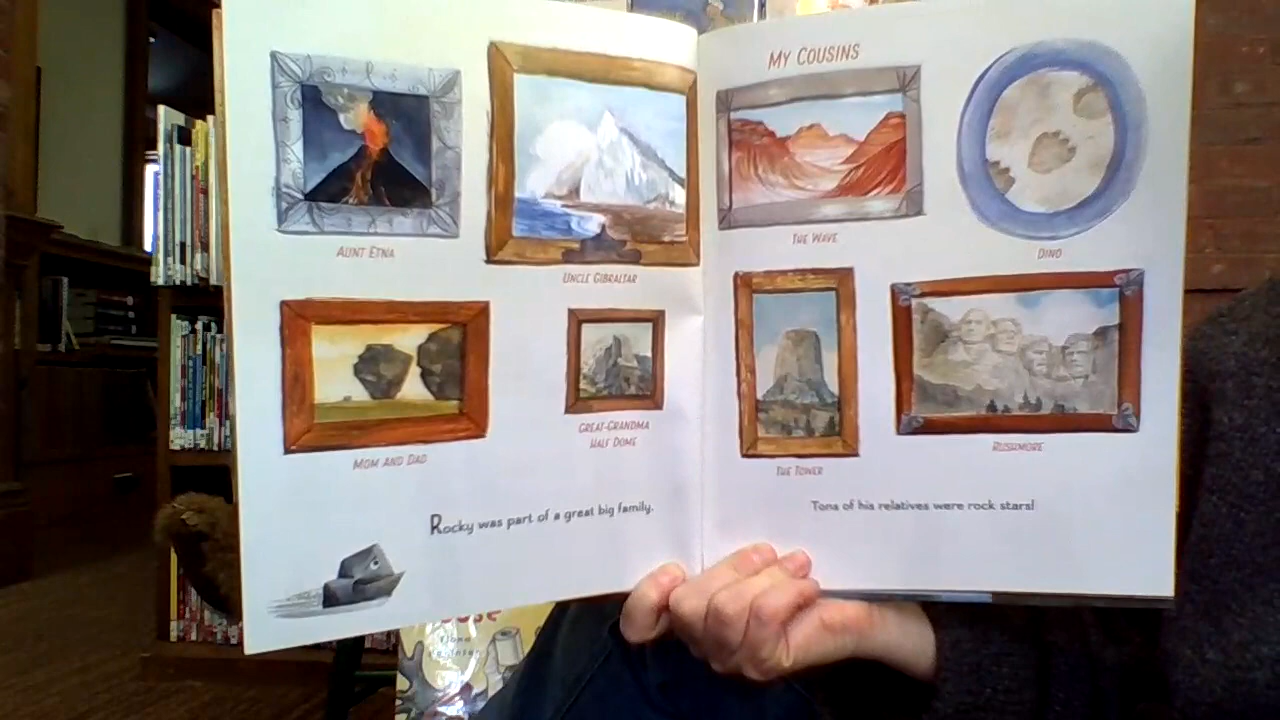 AUNT ETNA
UNCLE GIBRALTAR
MOM AND DAD
GREAT-GRANDMA
HALF DOME
Rocky was part of a great big family.
MY COUSINS
THE WAVE
DINO
THE TOWER
RUSHMORE
Tons of his relatives were rock stars!